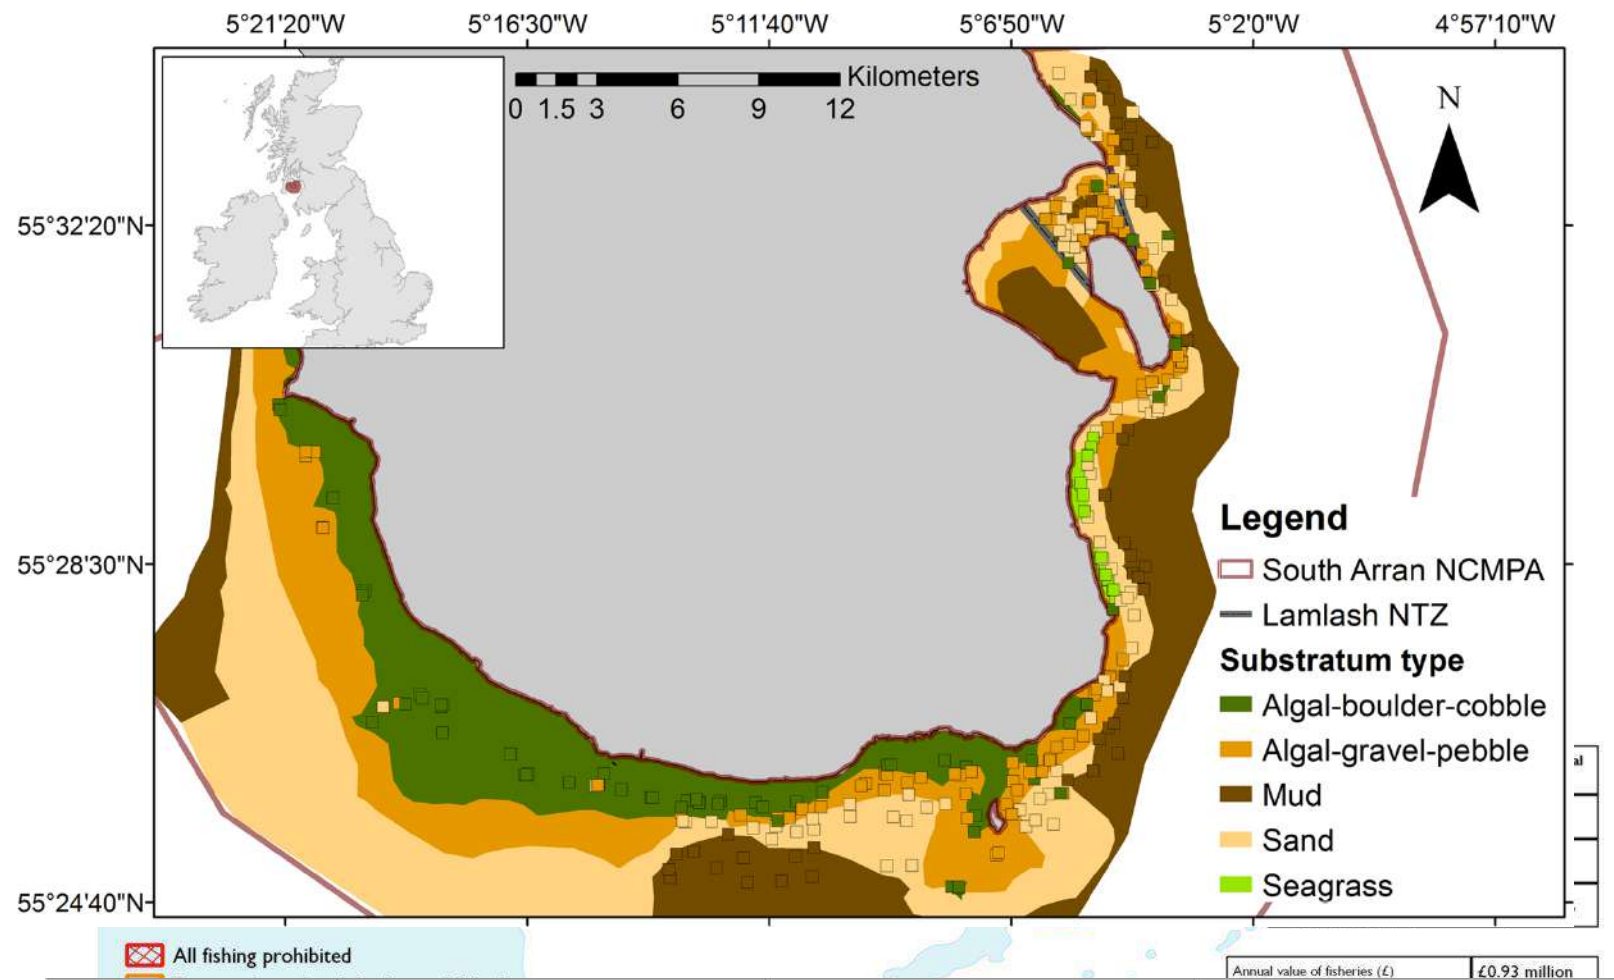 5°21'20"W 5°16'30"W 5°11'40"W 5°6'50"W 5°2'0"W 4°57'10"W
Kilometers
0 1.5 3 6 9 12
N
55°32'20"N
55°28'30"N
55°24'40"N
Legend
South Arran NCMPA
Lamlash NTZ
Substratum type
Algal-boulder-cobble
Algal-gravel-pebble
Mud
Sand
Seagrass
al
All fishing prohibited
Annual value of fisheries (£) £0.93 million